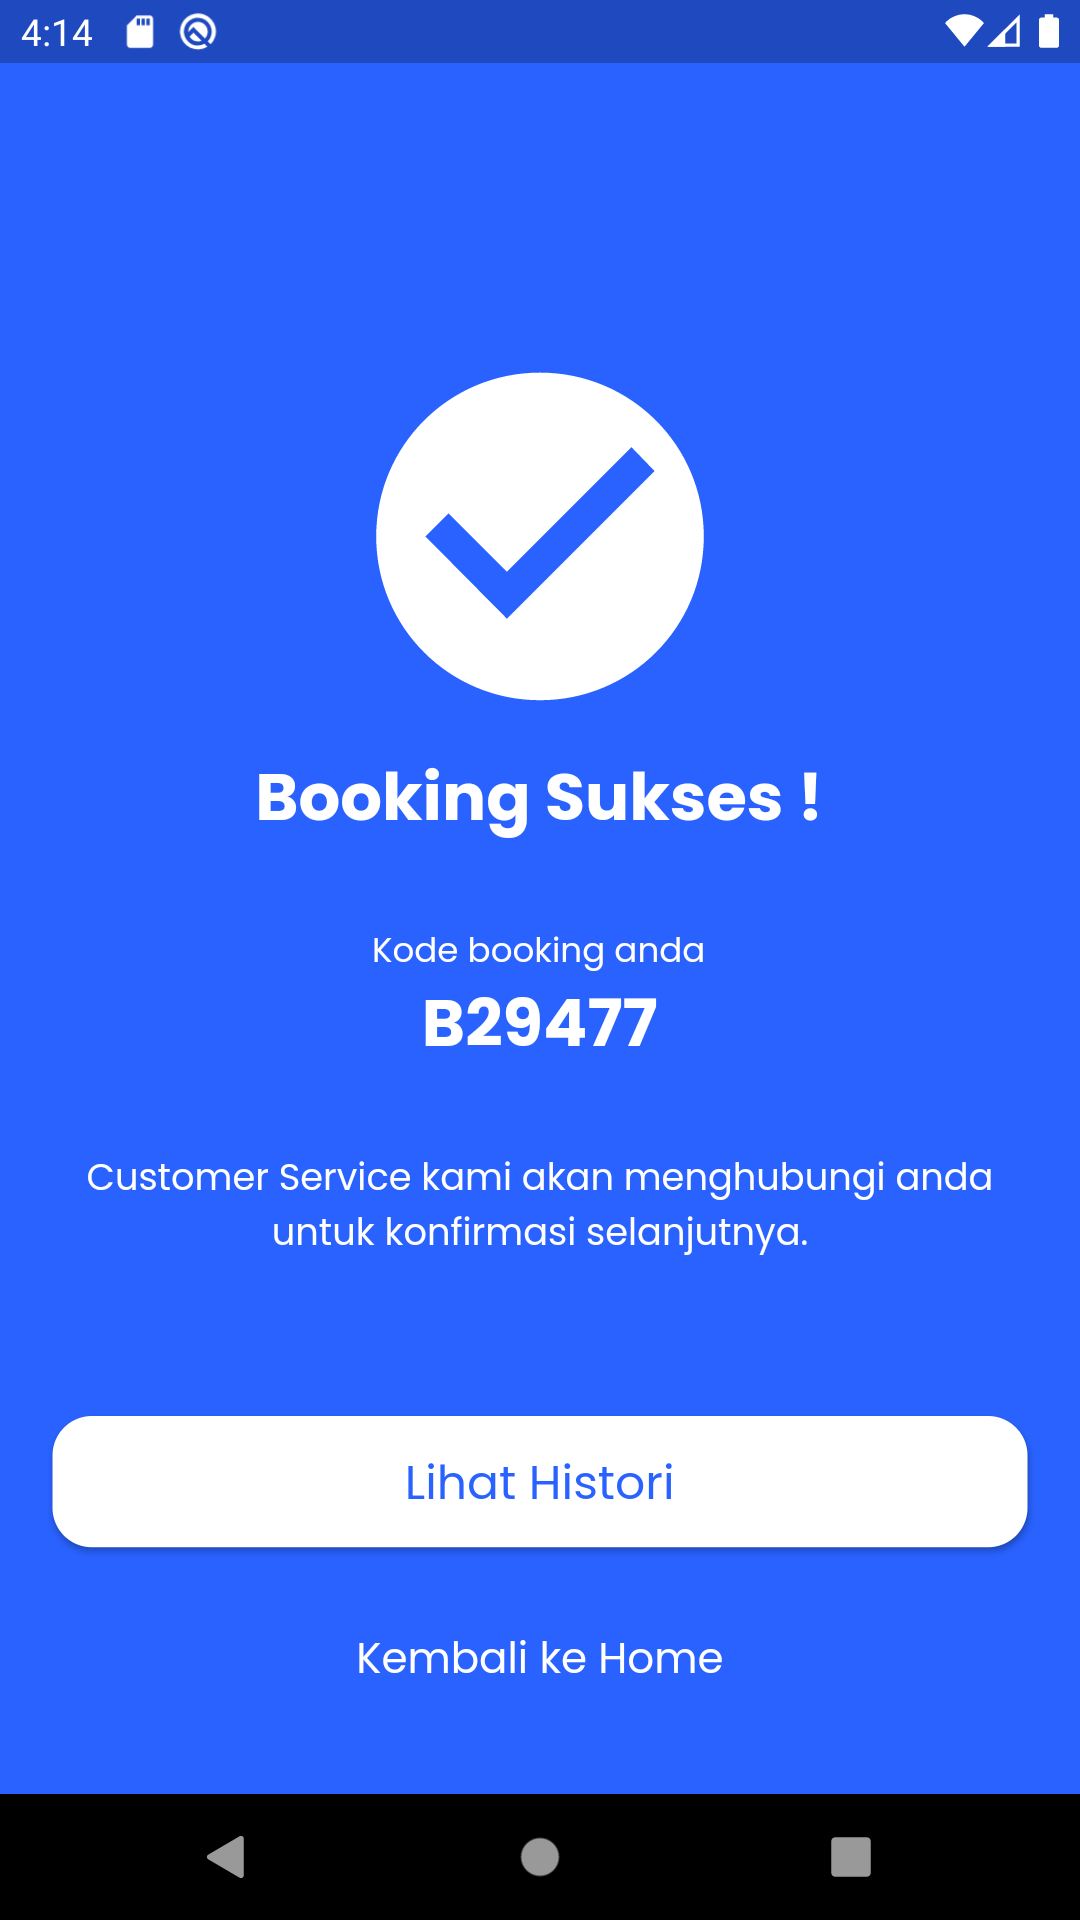 4:14
Booking Sukses !
Kode booking anda
B29477
Customer Service kami akan menghubungi anda
untuk konfirmasi selanjutnya.
Lihat Histori
Kembali ke Home